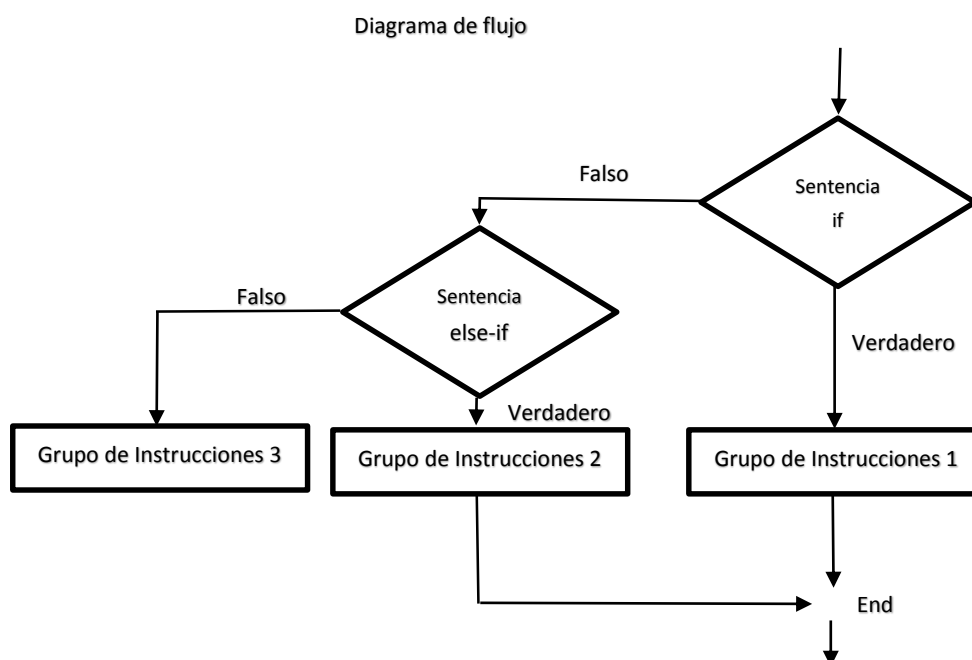 Diagrama de flujo
Falso
Sentencia
if
Falso
Sentencia
else-if
Verdadero
Verdadero
Grupo de Instrucciones 3
Grupo de Instrucciones 2
Grupo de Instrucciones 1
End